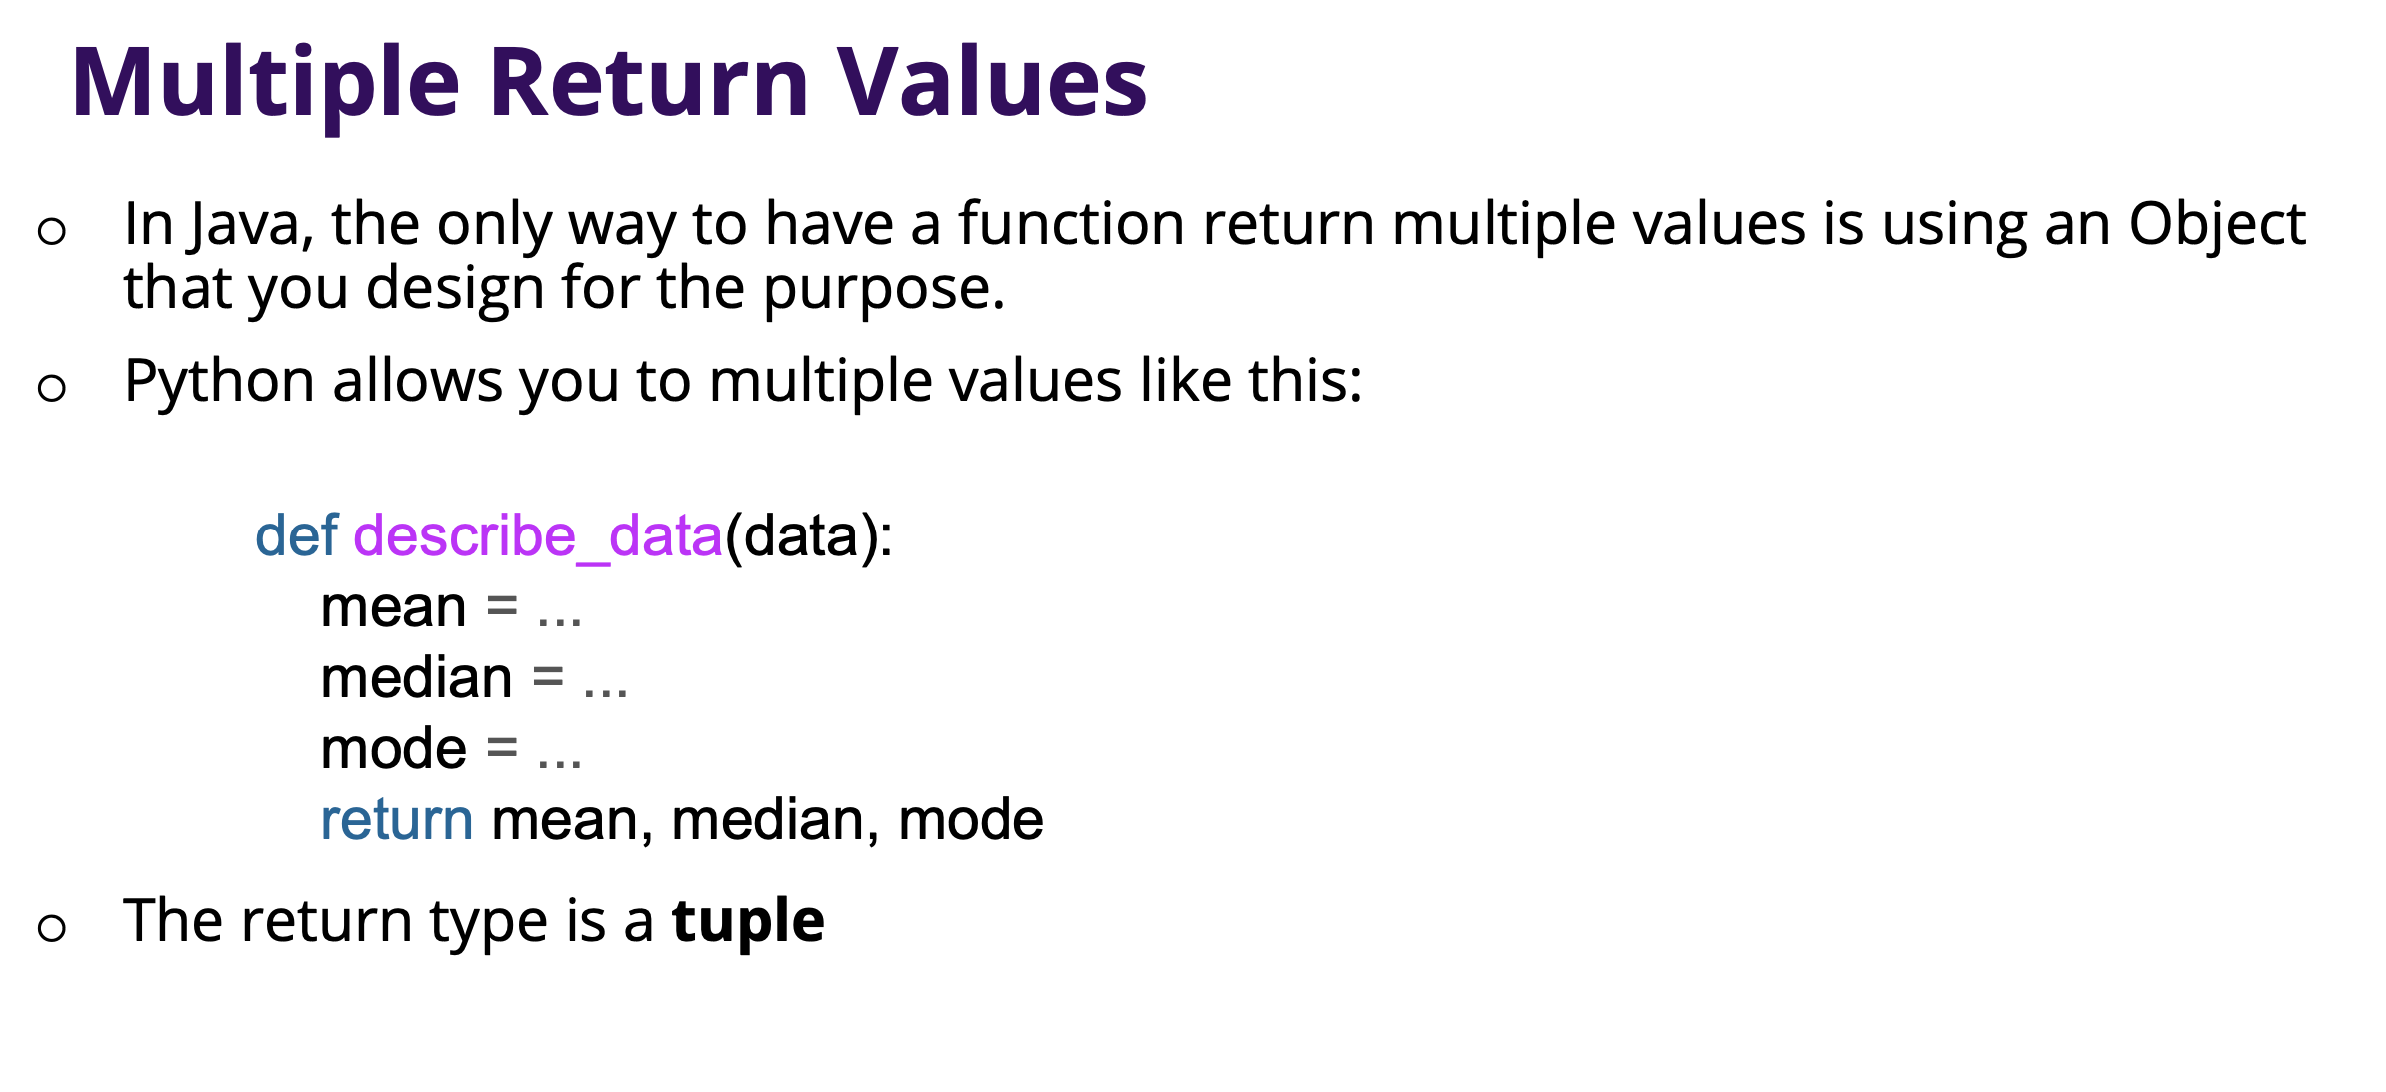 Multiple Return Values
○ In Java, the only way to have a function return multiple values is using an Object
that you design for the purpose.
○ Python allows you to multiple values like this:
def describe_data(data):
    mean = ...
    median = ...
    mode = ...
    return mean, median, mode
○ The return type is a tuple